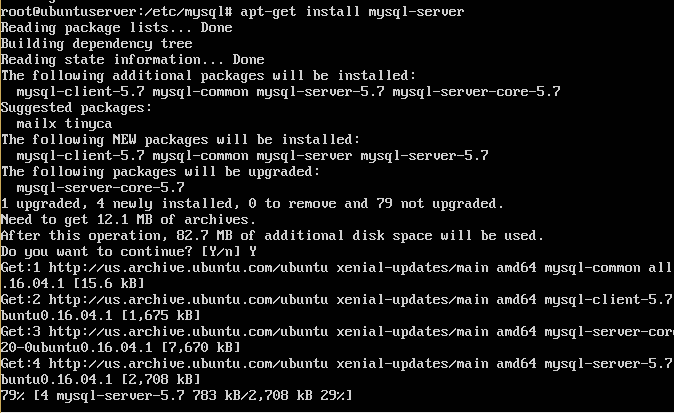 root@ubuntuserver:/etc/mysql# apt-get install mysql-server
Reading package lists... Done
Building dependency tree
Reading state information... Done
The following additional packages will be installed:
  mysql-client-5.7 mysql-common mysql-server-5.7 mysql-server-core-5.7
Suggested packages:
  mailx tinyca
The following NEW packages will be installed:
  mysql-client-5.7 mysql-common mysql-server mysql-server-5.7
The following packages will be upgraded:
  mysql-server-core-5.7
1 upgraded, 4 newly installed, 0 to remove and 79 not upgraded.
Need to get 12.1 MB of archives.
After this operation, 82.7 MB of additional disk space will be used.
Do you want to continue? [Y/n] Y
Get:1 http://us.archive.ubuntu.com/ubuntu xenial-updates/main amd64 mysql-common all
.16.04.1 [15.6 kB]
Get:2 http://us.archive.ubuntu.com/ubuntu xenial-updates/main amd64 mysql-client-5.7
buntu0.16.04.1 [1,675 kB]
Get:3 http://us.archive.ubuntu.com/ubuntu xenial-updates/main amd64 mysql-server-cor
20-0ubuntu0.16.04.1 [7,670 kB]
Get:4 http://us.archive.ubuntu.com/ubuntu xenial-updates/main amd64 mysql-server-5.7
buntu0.16.04.1 [2,708 kB]
79% [4 mysql-server-5.7 783 kB/2,708 kB 29%]